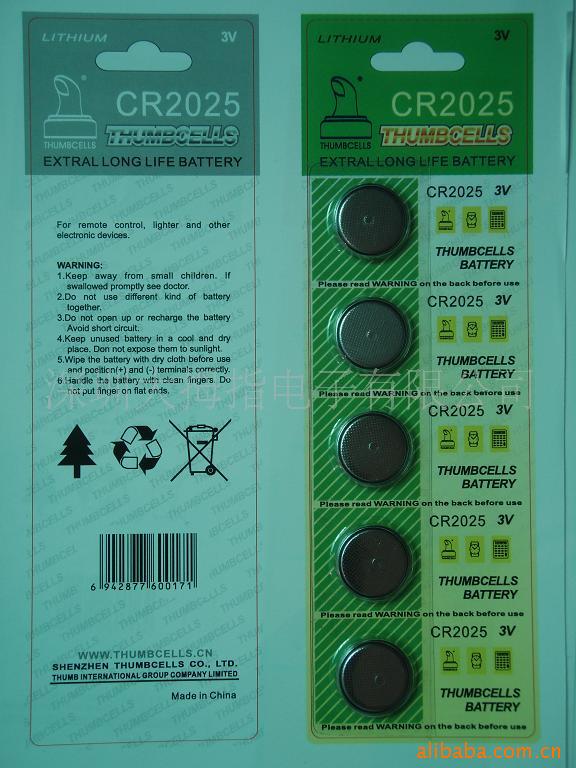 LITHIUM 3V
®
CR2025
THUMBCELLS THUMBCELLS
EXTRAL LONG LIFE BATTERY
For remote control, lighter and other
electronic devices.
WARNING:
1.Keep away from small children. If
swallowed promptly see doctor.
2.Do not use different kind of battery
together.
3.Do not open up or recharge the battery
Avoid short circuit.
4.Keep unused battery in a cool and dry
place. Don not expose them to sunlight.
5.Wipe the battery with dry cloth before use
and position(+) and (-) terminals correctly.
6.Handle the battery with clean fingers. Do
not put finger on flat ends.
6 942877 600171
WWW.THUMBCELLS.CN
SHENZHEN THUMBCELLS CO., LTD.
THUMB INTERNATIONAL GROUP COMPANY LIMITED
Made in China
LITHIUM 3V
®
CR2025
THUMBCELLS THUMBCELLS
EXTRAL LONG LIFE BATTERY
CR2025 3V
THUMBCELLS
BATTERY
Please read WARNING on the back before use
CR2025 3V
THUMBCELLS
BATTERY
Please read WARNING on the back before use
CR2025 3V
THUMBCELLS
BATTERY
Please read WARNING on the back before use
CR2025 3V
THUMBCELLS
BATTERY
Please read WARNING on the back before use
CR2025 3V
THUMBCELLS
BATTERY
Please read WARNING on the back before use
alibaba.com.cn